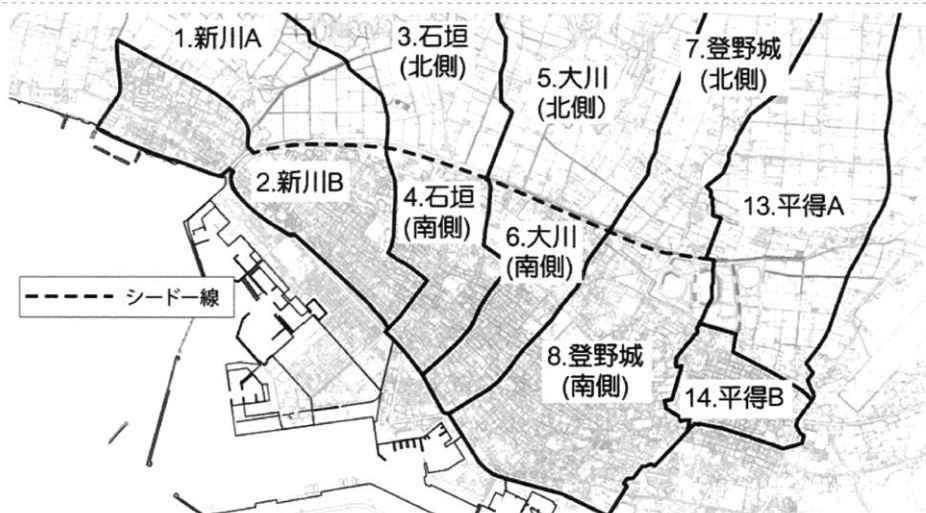 1.新川A
3.石垣
(北側)
5.大川
(北側)
7.登野城
(北側)
2.新川B
4.石垣
(南側)
6.大川
(南側)
13.平得A
シードー線
8.登野城
(南側)
14.平得B